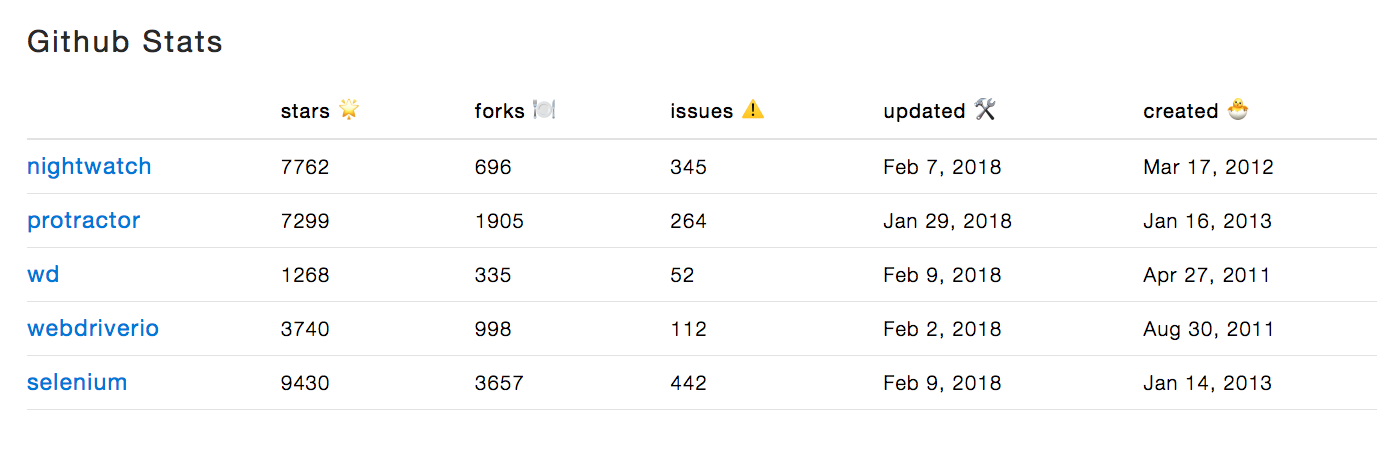 Github Stats
stars 🌟 forks 🍽 issues ⚠️ updated 🛠 created 🐣
nightwatch 7762 696 345 Feb 7, 2018 Mar 17, 2012
protractor 7299 1905 264 Jan 29, 2018 Jan 16, 2013
wd 1268 335 52 Feb 9, 2018 Apr 27, 2011
webdriverio 3740 998 112 Feb 2, 2018 Aug 30, 2011
selenium 9430 3657 442 Feb 9, 2018 Jan 14, 2013